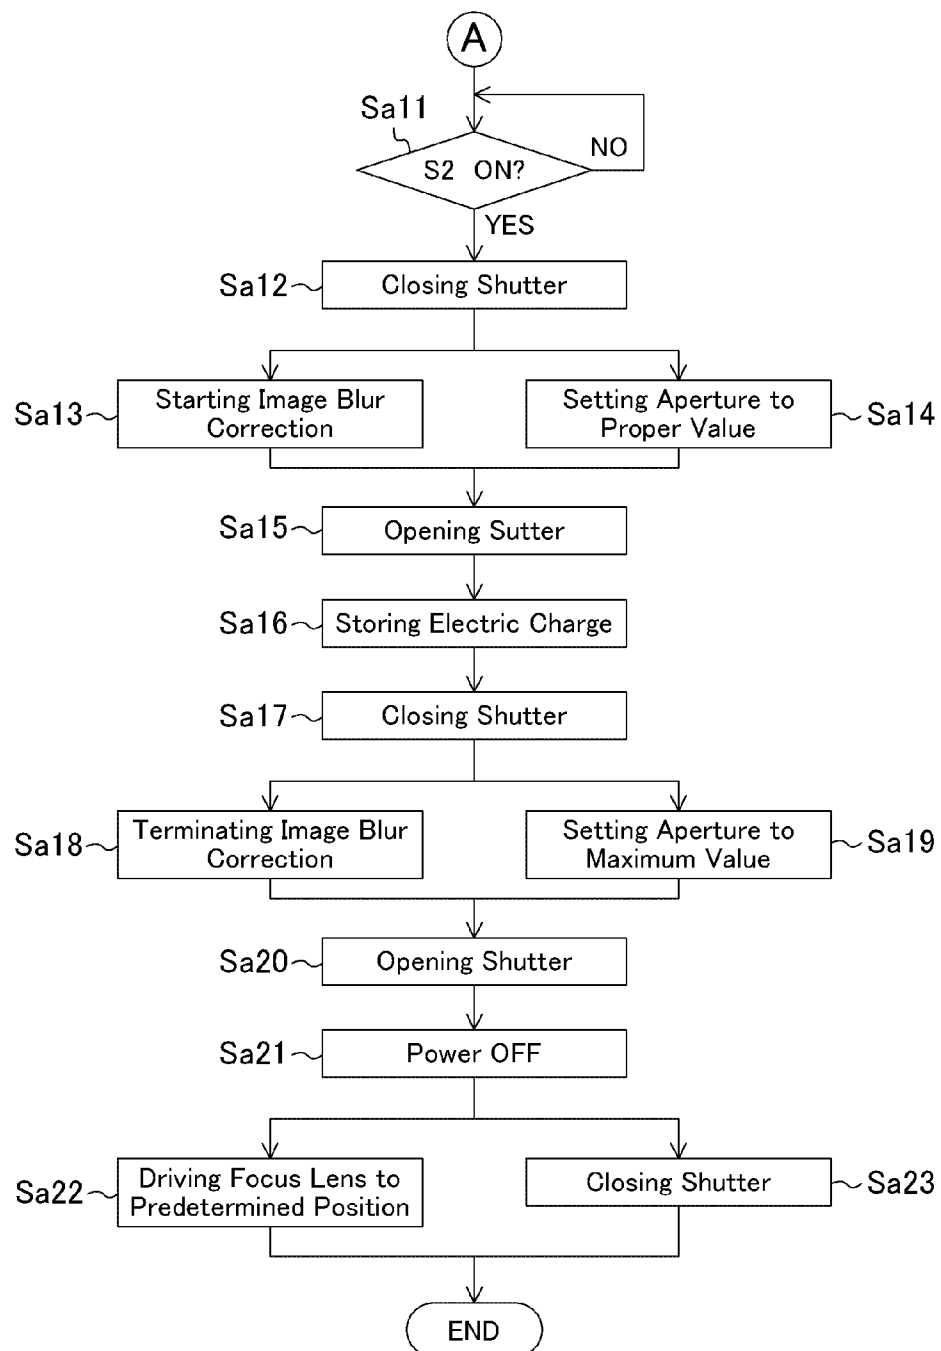 A
Sa11
S2 ON?
NO
YES
Sa12
Closing Shutter
Sa13
Starting Image Blur
Correction
Setting Aperture to
Proper Value
Sa14
Sa15
Opening Sutter
Sa16
Storing Electric Charge
Sa17
Closing Shutter
Sa18
Terminating Image Blur
Correction
Setting Aperture to
Maximum Value
Sa19
Sa20
Opening Shutter
Sa21
Power OFF
Sa22
Driving Focus Lens to
Predetermined Position
Closing Shutter
Sa23
END